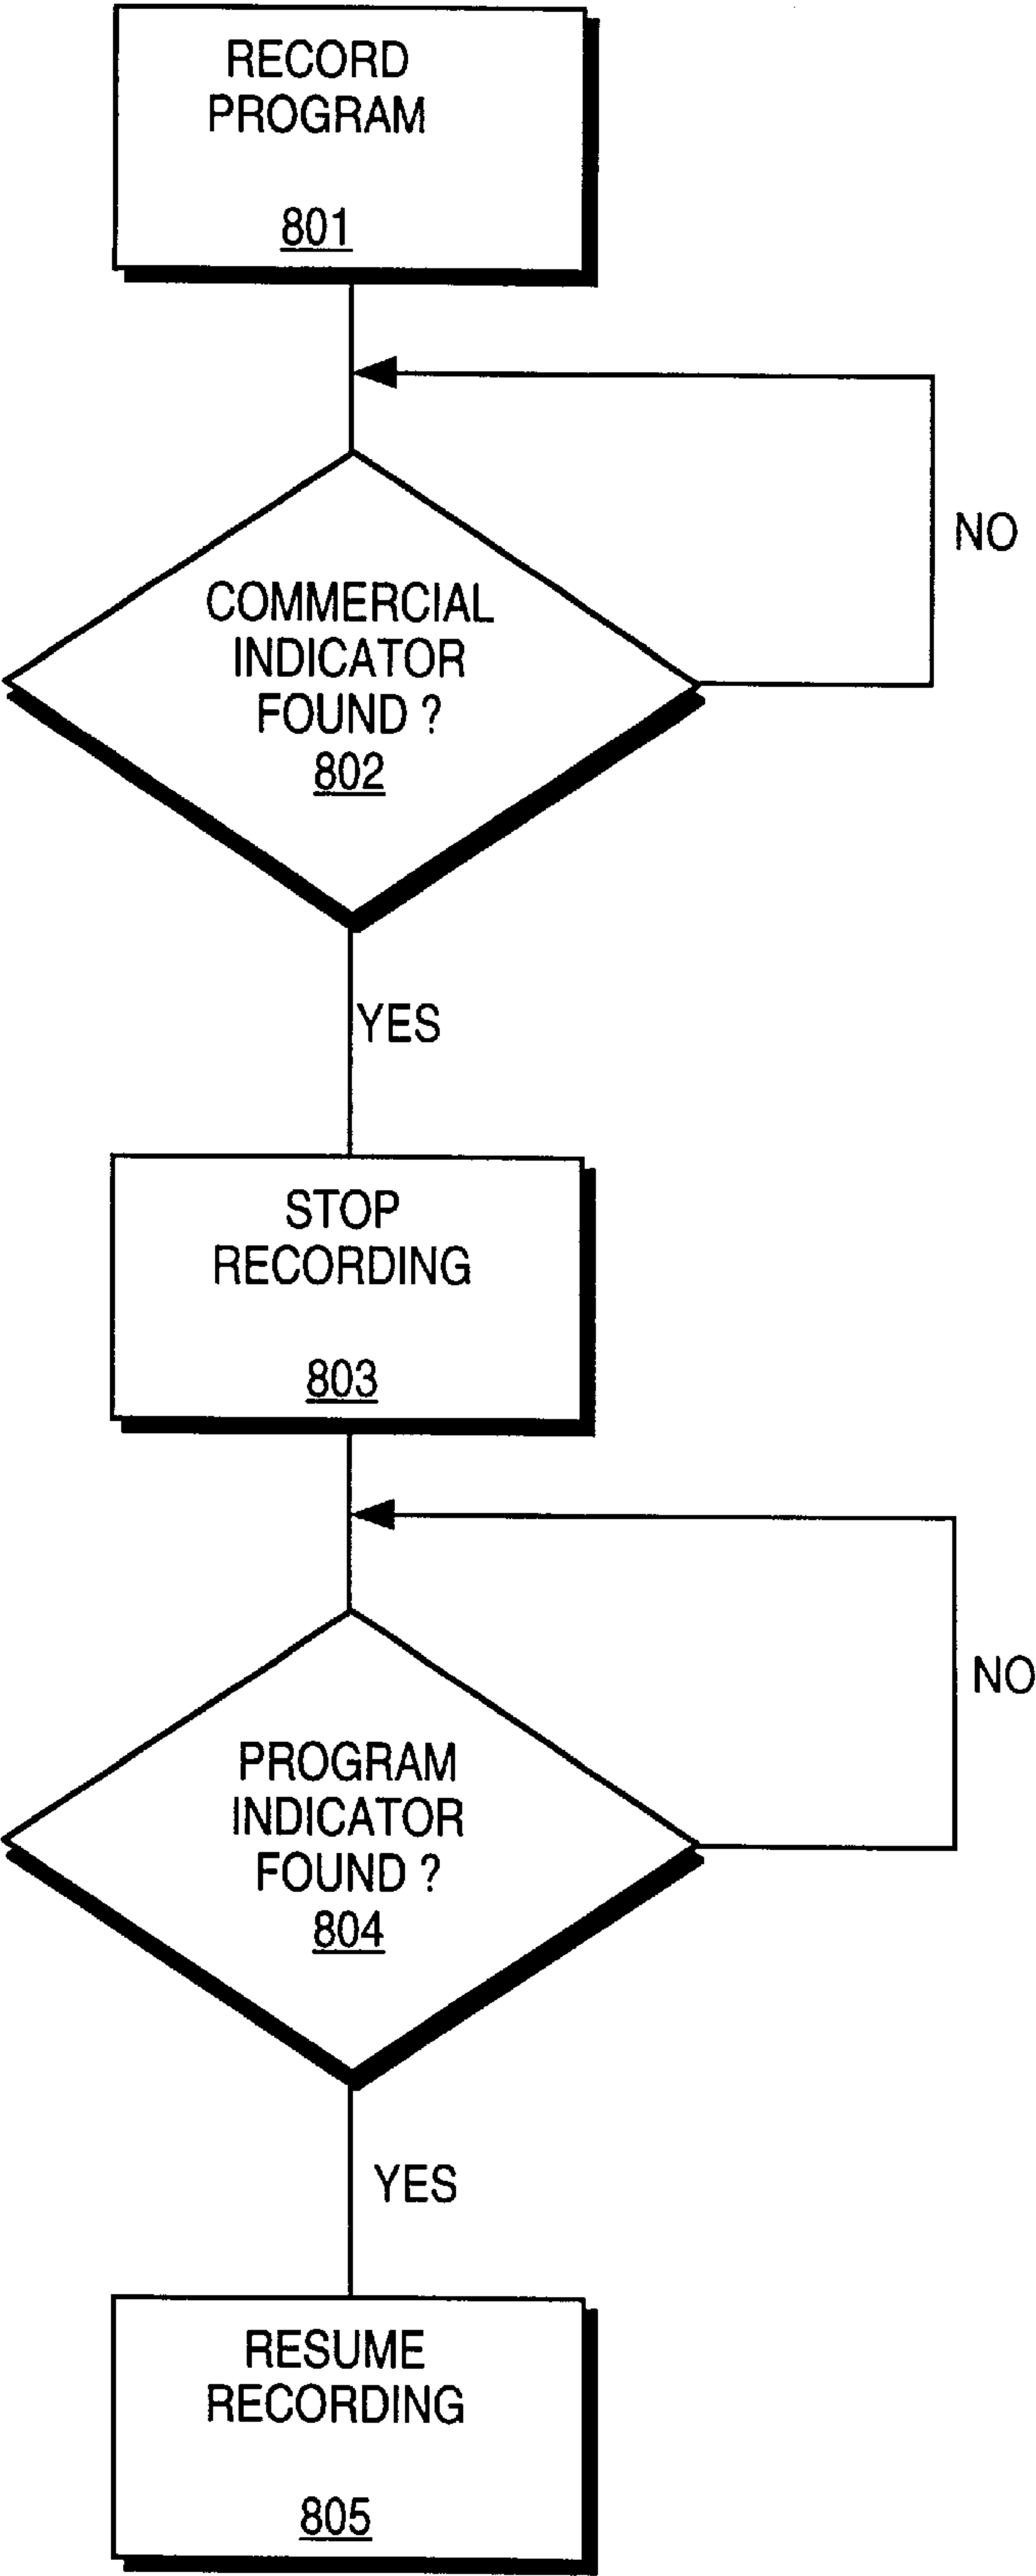 RECORD
PROGRAM
801
NO
COMMERCIAL
INDICATOR
FOUND ?
802
YES
STOP
RECORDING
803
NO
PROGRAM
INDICATOR
FOUND ?
804
YES
RESUME
RECORDING
805